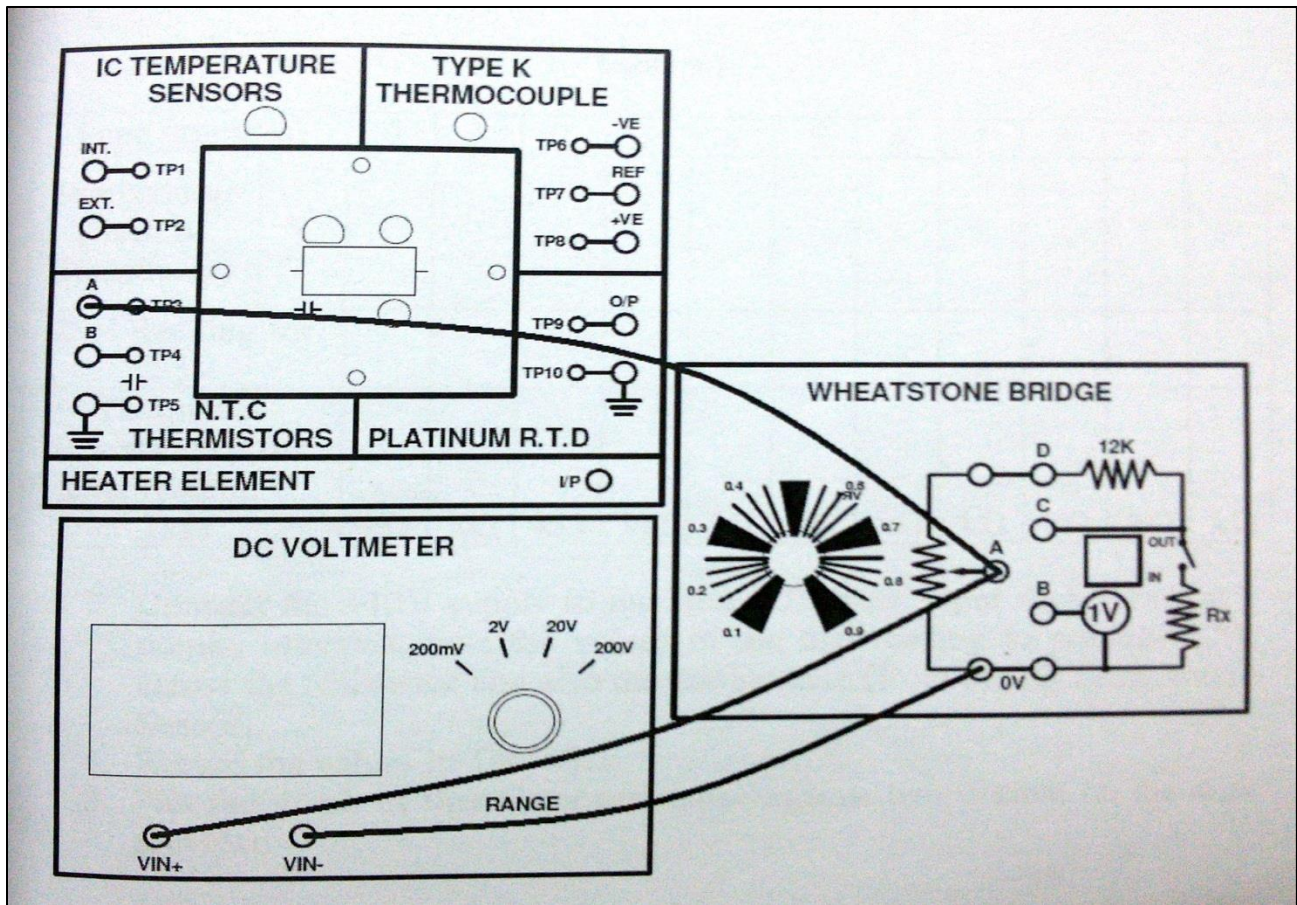 IC TEMPERATURE
SENSORS
TYPE K
THERMOCOUPLE
INT.
TP1
EXT.
TP2
-VE
TP6
REF
TP7
+VE
TP8
A
TP3
B
TP4
TP5
N.T.C
THERMISTORS
O/P
TP9
TP10
PLATINUM R.T.D
HEATER ELEMENT
I/P
DC VOLTMETER
200mV
2V
20V
200V
RANGE
VIN+
VIN-
WHEATSTONE BRIDGE
0.4
0.3
0.2
0.1
0.6
0.7
0.8
0.9
A
D
12K
C
OUT
IN
B
1V
Rx
0V